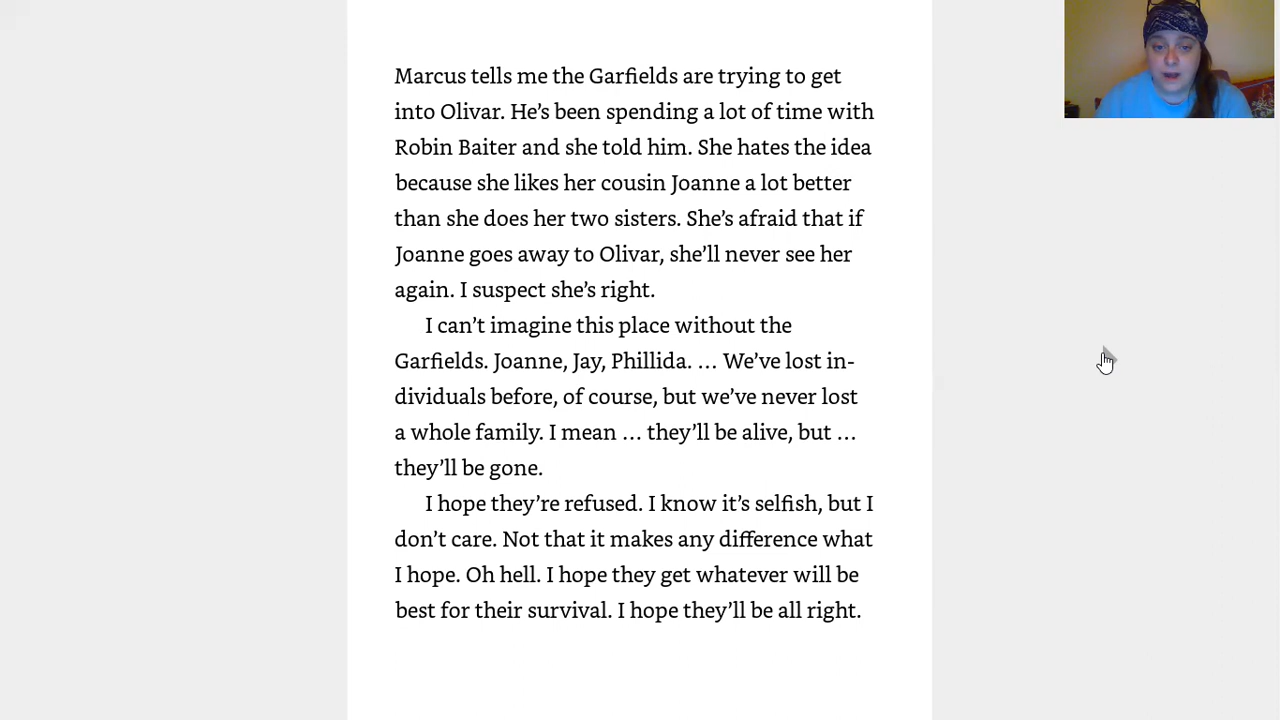 Marcus tells me the Garfields are trying to get
into Olivar. He’s been spending a lot of time with
Robin Baiter and she told him. She hates the idea
because she likes her cousin Joanne a lot better
than she does her two sisters. She’s afraid that if
Joanne goes away to Olivar, she’ll never see her
again. I suspect she’s right.
I can’t imagine this place without the
Garfields. Joanne, Jay, Phillida. … We’ve lost in-
dividuals before, of course, but we’ve never lost
a whole family. I mean … they’ll be alive, but …
they’ll be gone.
I hope they’re refused. I know it’s selfish, but I
don’t care. Not that it makes any difference what
I hope. Oh hell. I hope they get whatever will be
best for their survival. I hope they’ll be all right.